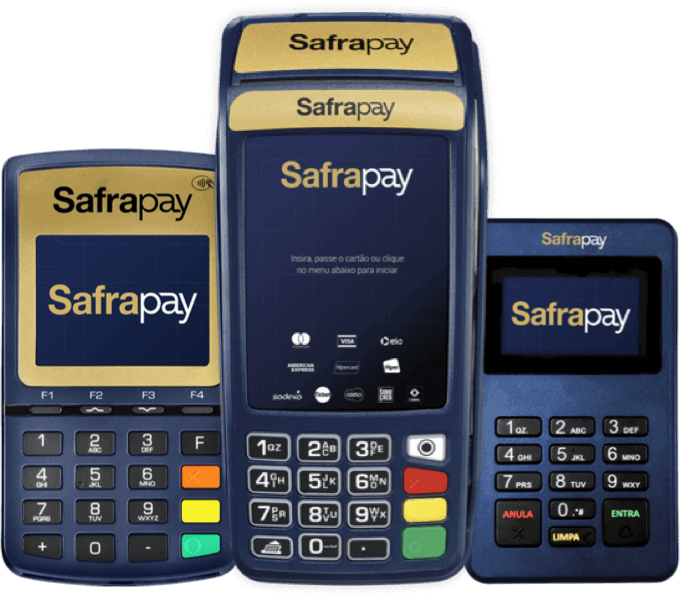 Safrapay
Safrapay
F1 F2 F3 F4
1 2 ABC 3 DEF F
4 GHI 5 JKL 6 MNO
7 PQRS 8 TUV 9 WXYZ
+ 0 -
Safrapay
Safrapay
Safrapay
Insira, passe o cartão ou clique
no menu abaixo para iniciar
VISA elo
AMERICAN EXPRESS Hipercard Hiper
sodexo Ticket
1 QZ 2 ABC 3 DEF
4 GHI 5 JKL 6 MNO
7 PRS 8 TUV 9 WXY
0 .
Safrapay
Safrapay
1 QZ. 2 ABC 3 DEF
4 GHI 5 JKL 6 MNO
7 PRS 8 TUV 9 WXY
ANULA 0 .*# ENTRA
LIMPA